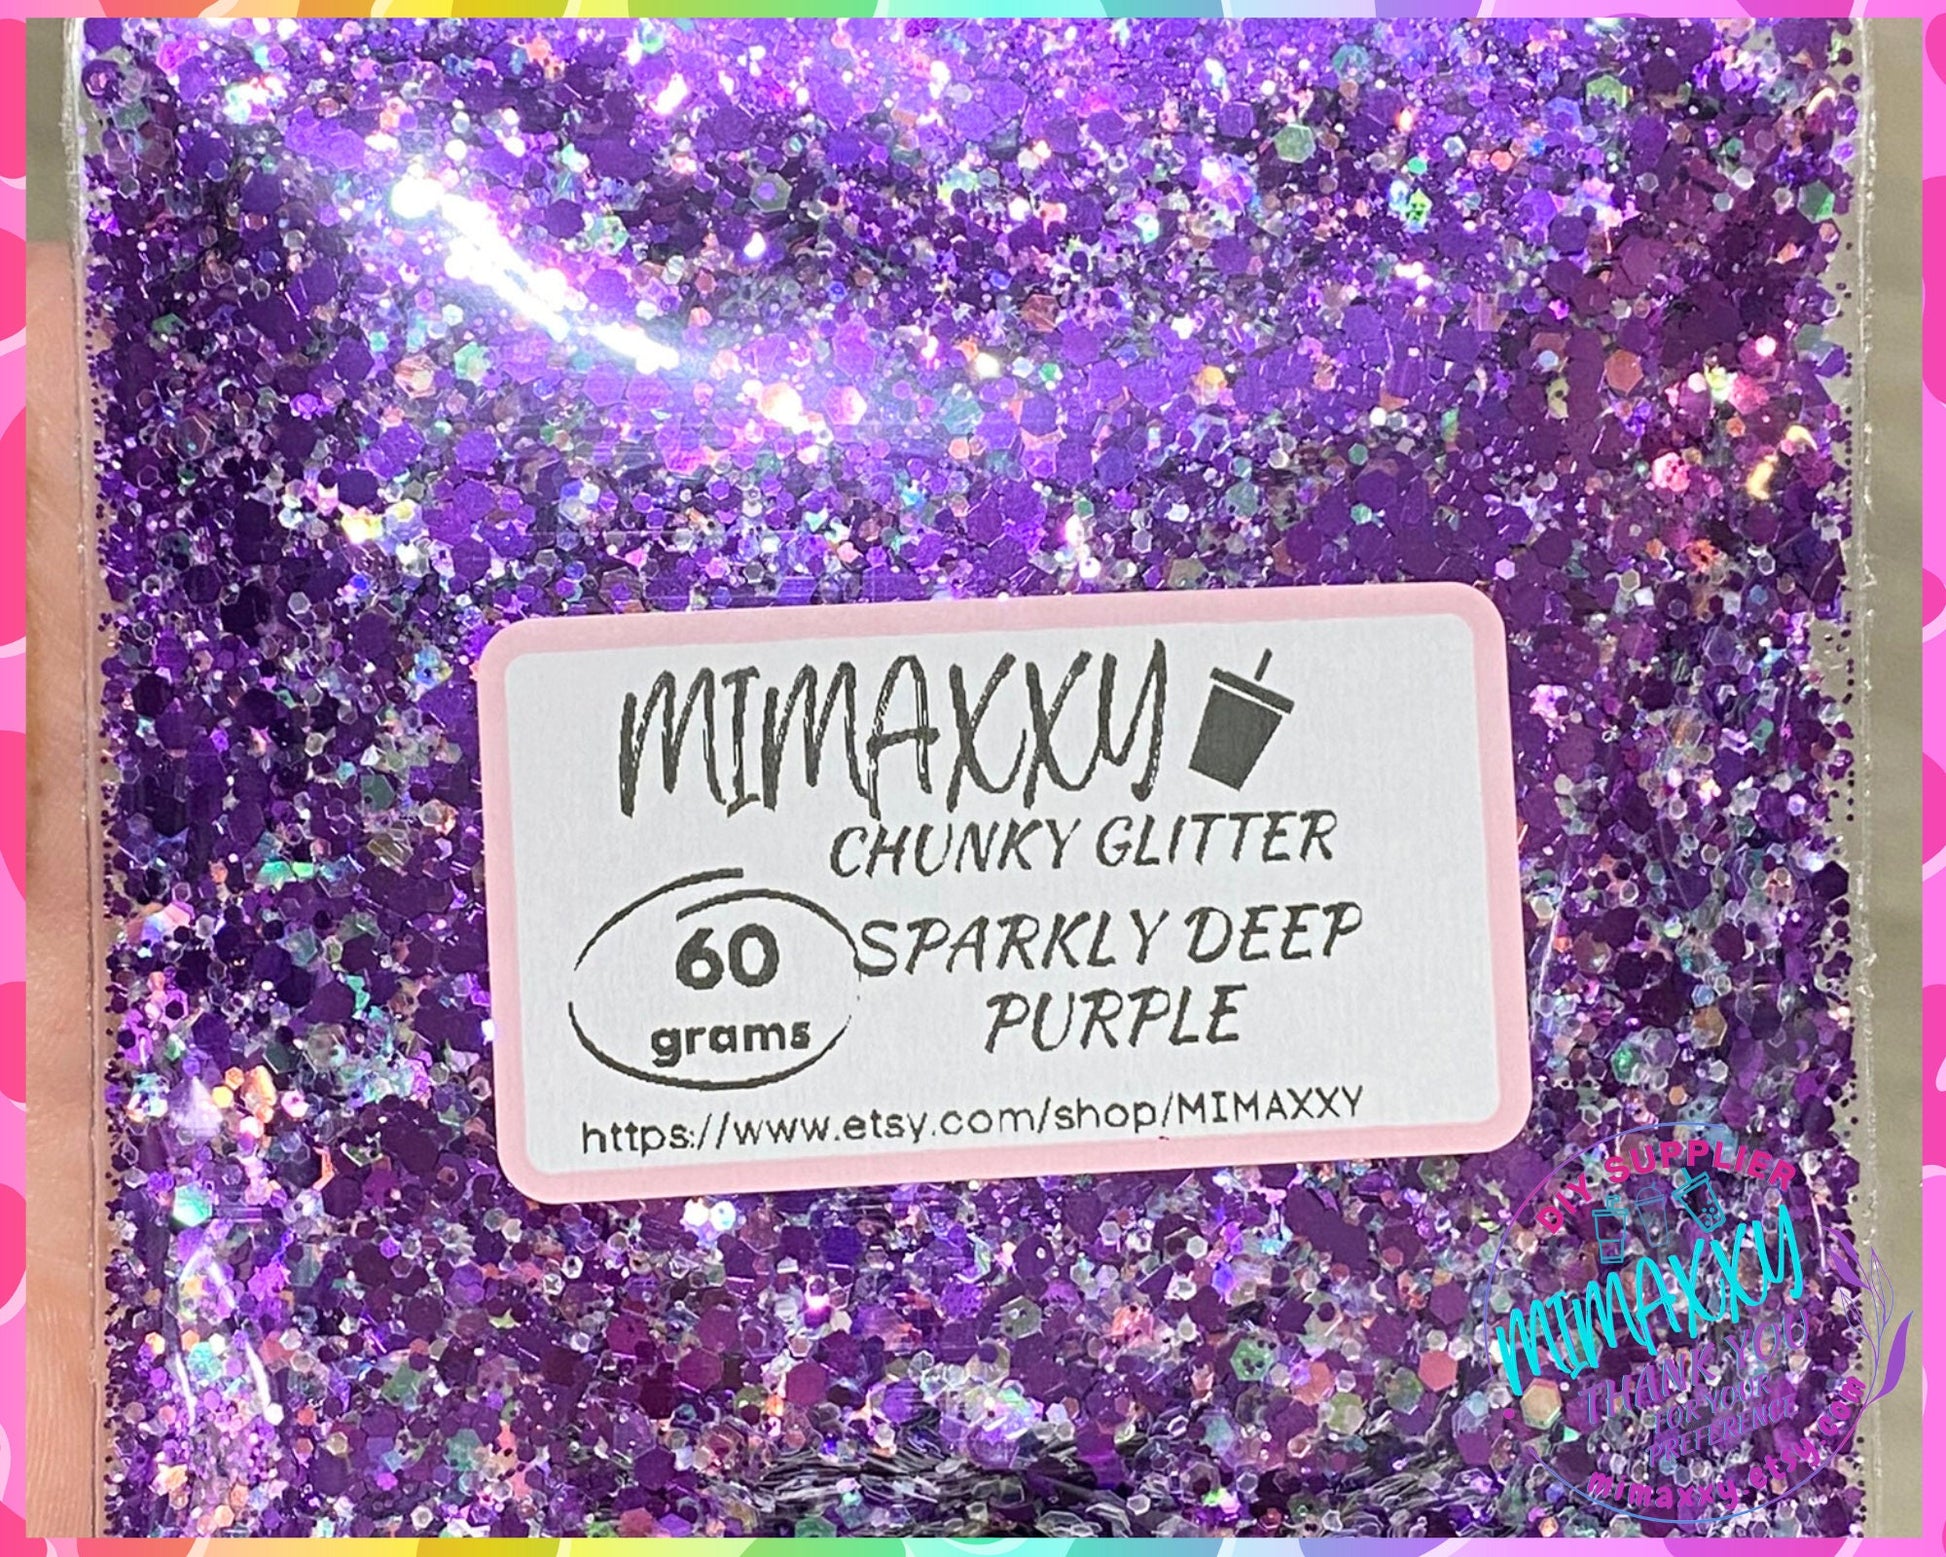 MIMAXXY
CHUNKY GLITTER
60
grams
SPARKLY DEEP
PURPLE
https://www.etsy.com/shop/MIMAXXY
DIY SUPPLIER
MIMAXXY
THANK YOU
FOR YOUR
PREFERENCE
mimaxxy.etsy.com